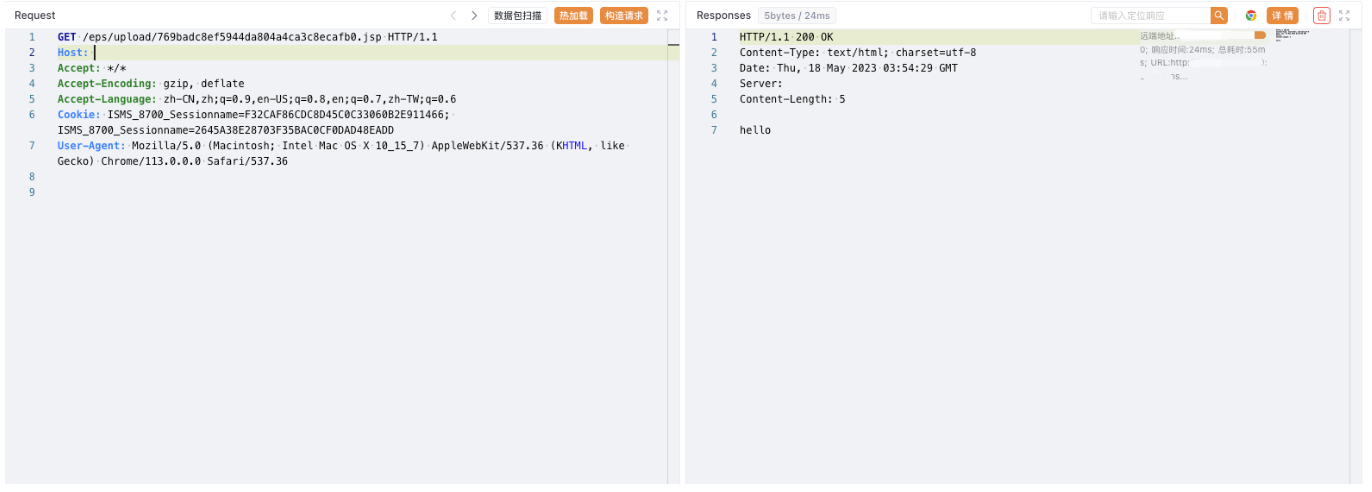 Request
数据包扫描
热加载
构造请求
1 GET /eps/upload/769badc8ef5944da804a4ca3c8ecafb0.jsp HTTP/1.1
2 Host:
3 Accept: */*
4 Accept-Encoding: gzip, deflate
5 Accept-Language: zh-CN,zh;q=0.9,en-US;q=0.8,en;q=0.7,zh-TW;q=0.6
6 Cookie: ISMS_8700_Sessionname=F32CAF86CDC8D45C0C33060B2E911466;
ISMS_8700_Sessionname=2645A38E28703F35BAC0CF0DAD48EADD
7 User-Agent: Mozilla/5.0 (Macintosh; Intel Mac OS X 10_15_7) AppleWebKit/537.36 (KHTML, like
Gecko) Chrome/113.0.0.0 Safari/537.36
8
9
Responses
5bytes / 24ms
请输入定位响应
详 情
1 HTTP/1.1 200 OK
2 Content-Type: text/html; charset=utf-8
3 Date: Thu, 18 May 2023 03:54:29 GMT
4 Server:
5 Content-Length: 5
6
7 hello
远端地址..
0; 响应时间:24ms; 总耗时:55m
s; URL:http: